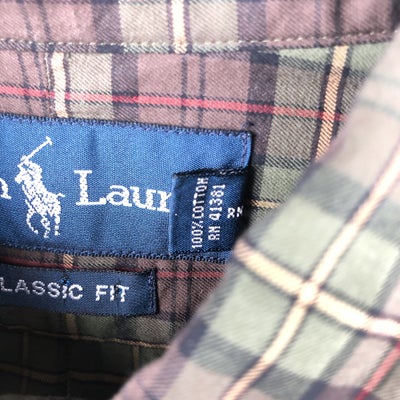 n Laur
100% COTTON
RN 41381
RN
LASSIC FIT